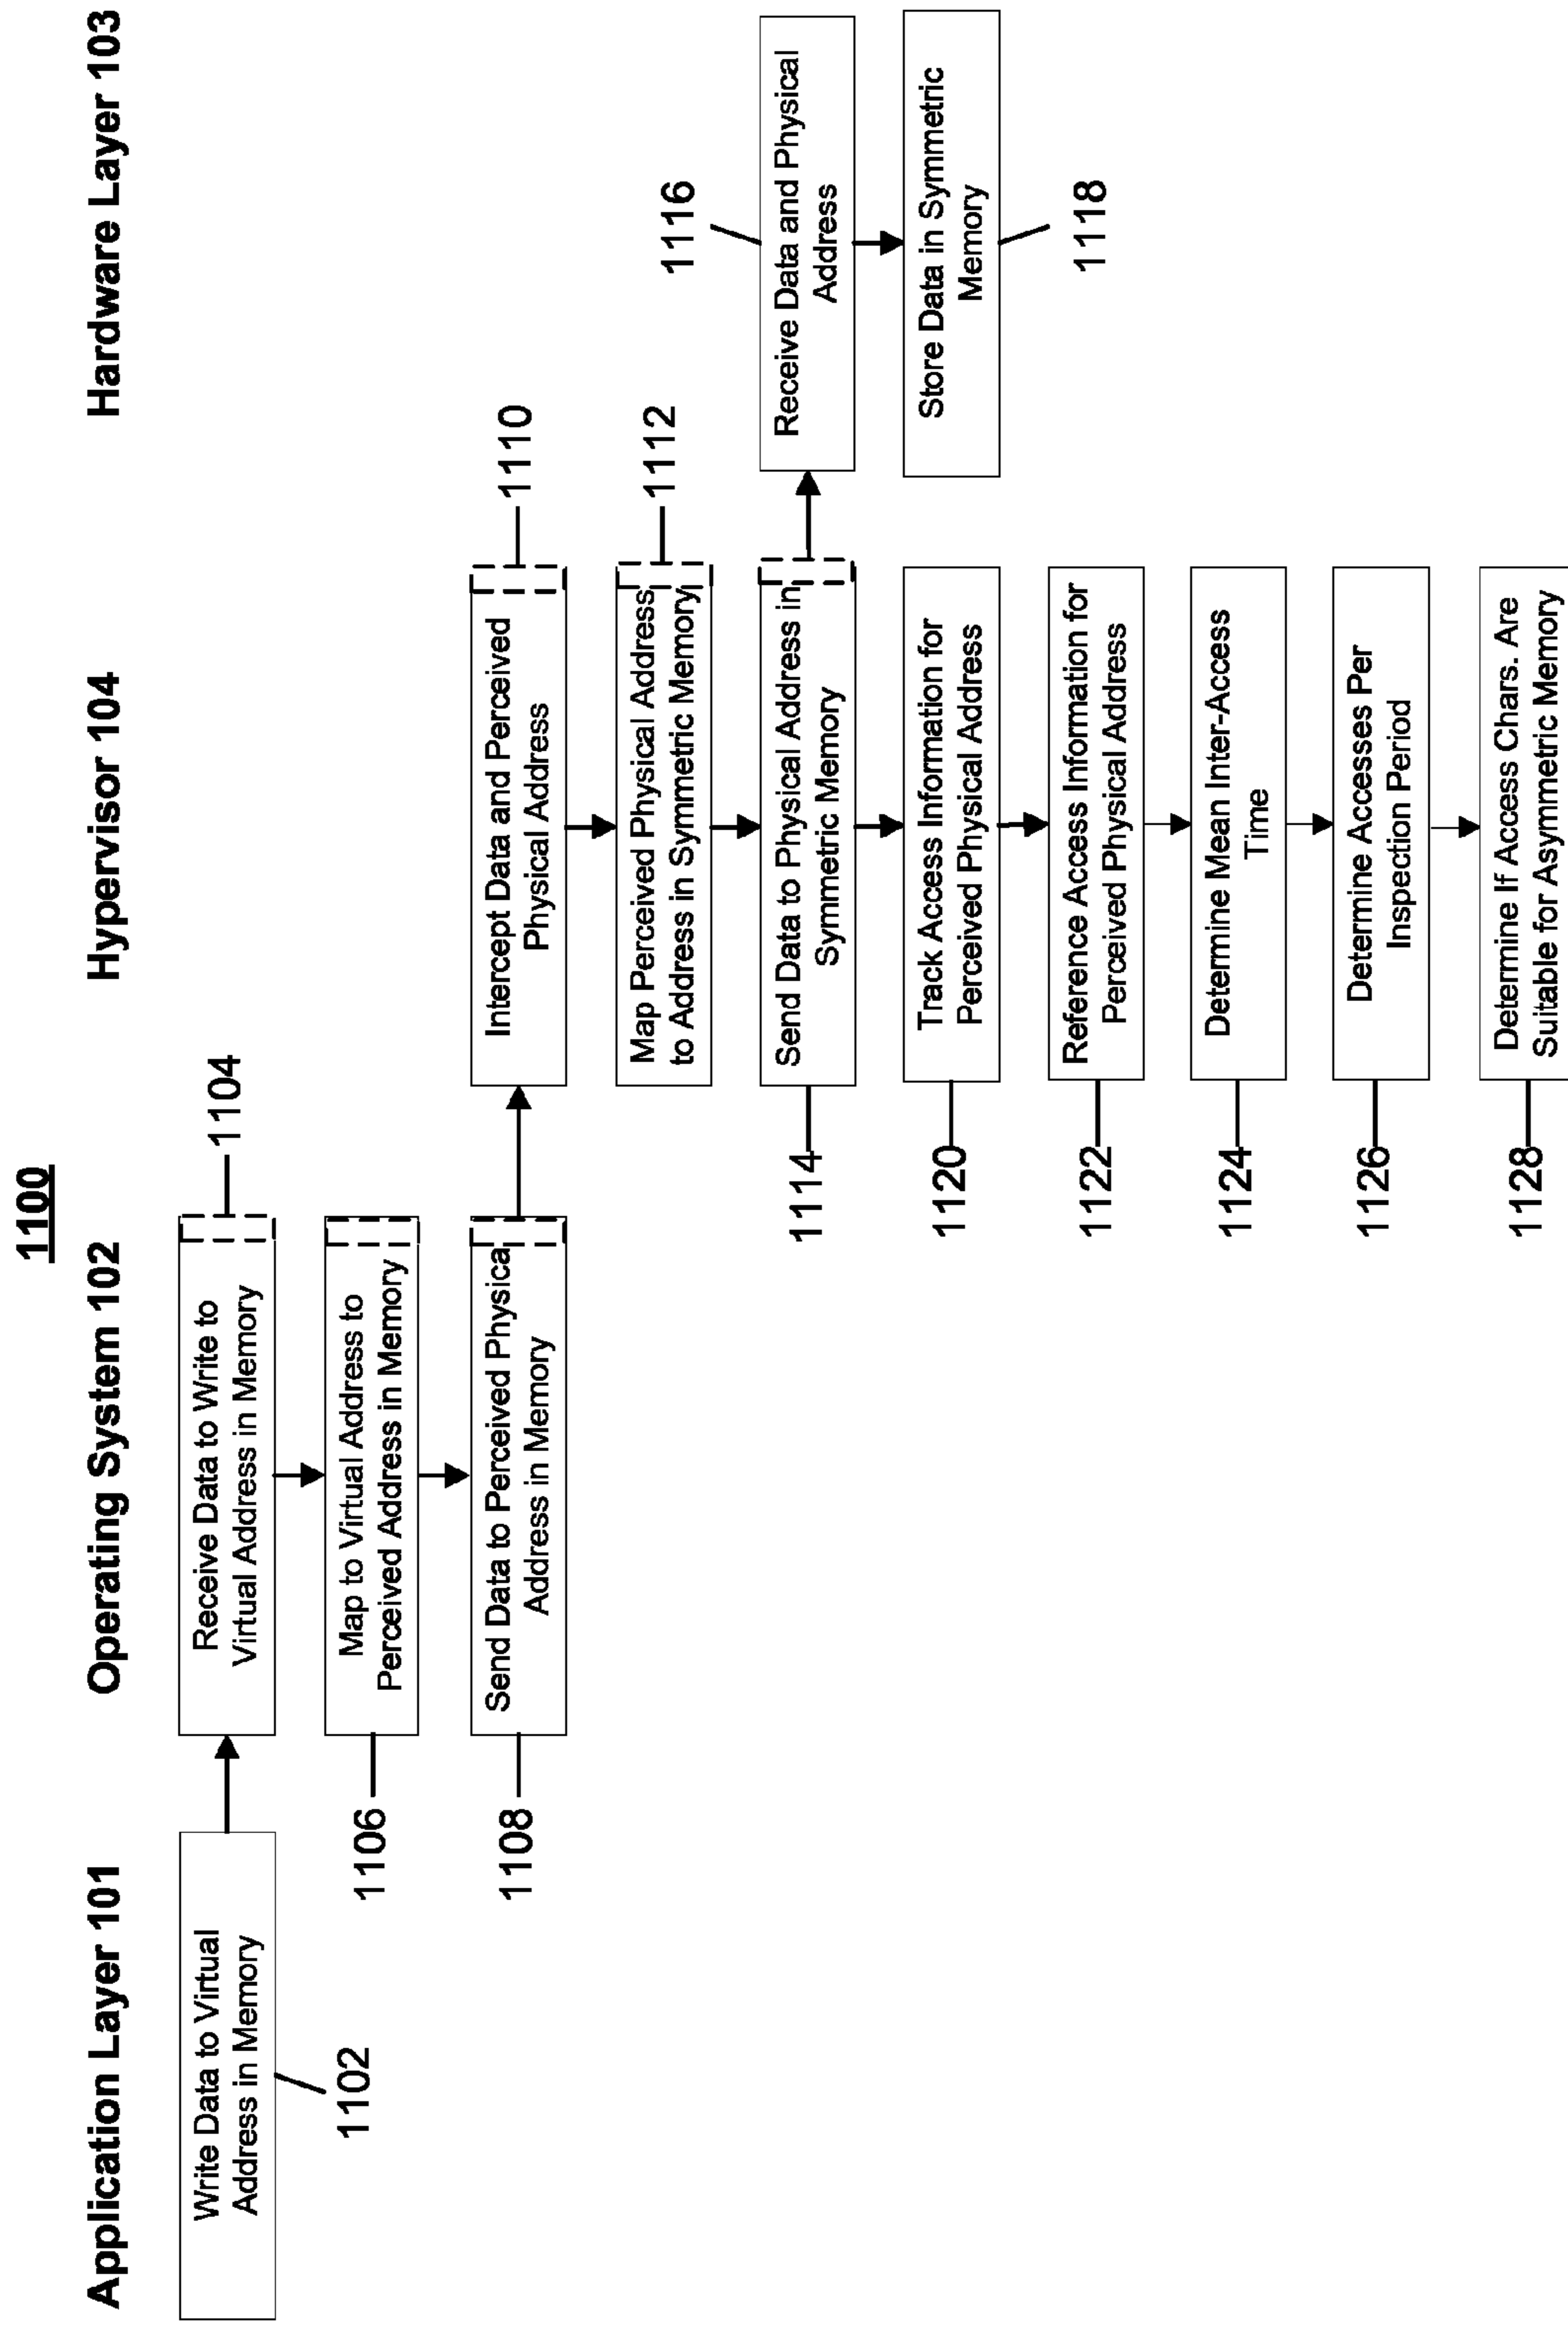 1100
Application Layer 101
Operating System 102
Hypervisor 104
Hardware Layer 103
Write Data to Virtual
Address in Memory
1102
Receive Data to Write to
Virtual Address in Memory
1104
Map to Virtual Address to
Perceived Address in Memory
1106
Send Data to Perceived Physica
Address in Memory
1108
Intercept Data and Perceived
Physical Address
1110
Map Perceived Physical Address
to Address in Symmetric Memory
1112
Send Data to Physical Address in
Symmetric Memory
1114
Receive Data and Physical
Address
1116
Store Data in Symmetric
Memory
1118
Track Access Information for
Perceived Physical Address
1120
Reference Access Information for
Perceived Physical Address
1122
Determine Mean Inter-Access
Time
1124
Determine Accesses Per
Inspection Period
1126
Determine If Access Chars. Are
Suitable for Asymmetric Memory
1128